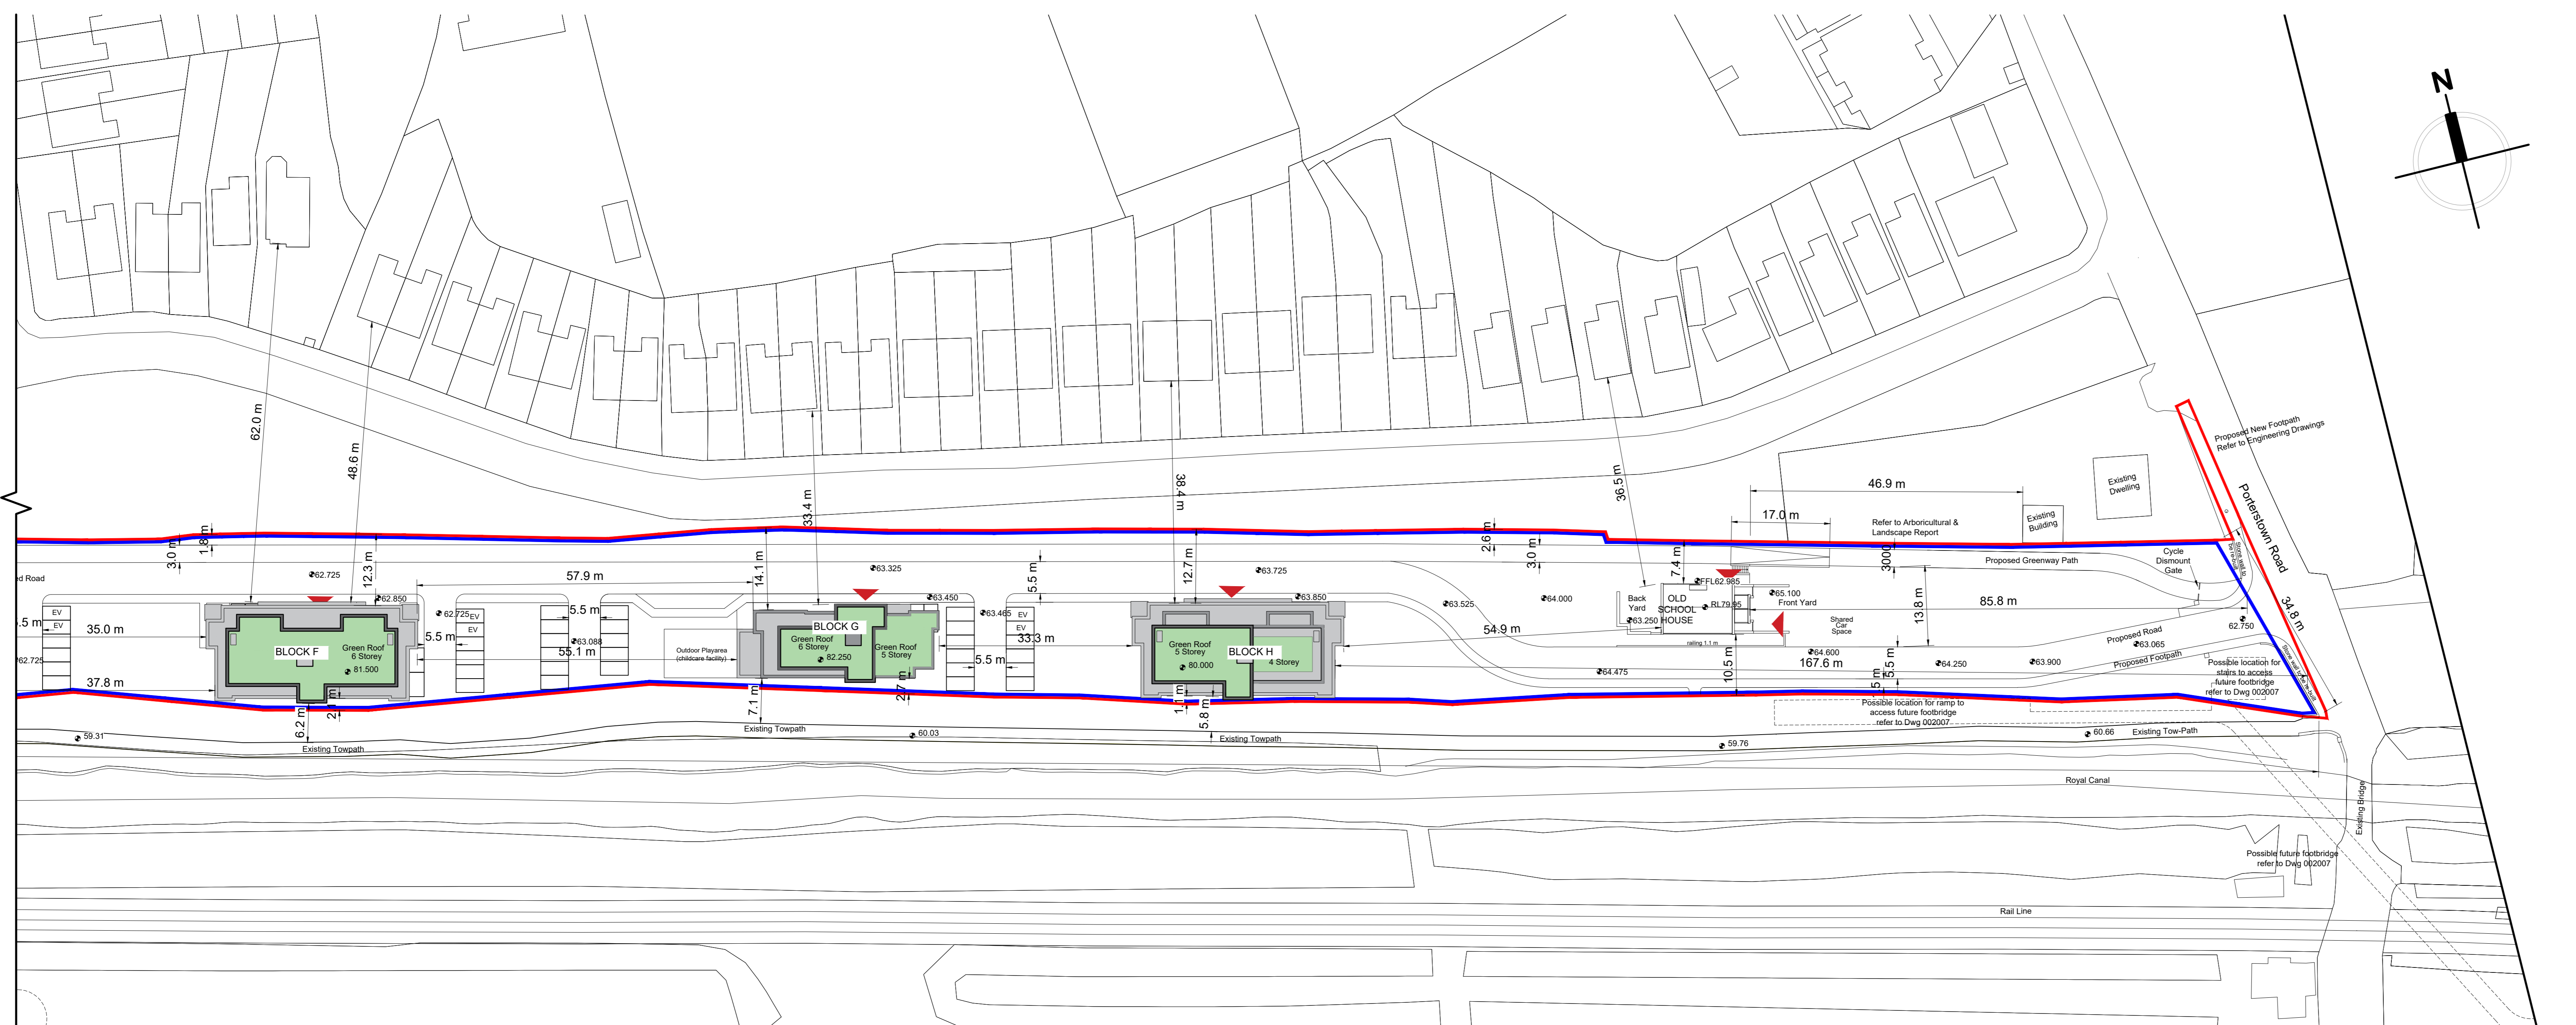 N
62.0 m
48.6 m
33.4 m
38.4 m
36.5 m
46.9 m
17.0 m
Refer to Arboricultural &
Landscape Report
Existing
Building
Existing
Dwelling
Proposed New Footpath
Refer to Engineering Drawings
Porterstown Road
34.8 m
3.0 m
1.8 m
12.3 m
14.1 m
12.7 m
2.6 m
3.0 m
7.4 m
3000
Proposed Greenway Path
Cycle
Dismount
Gate
ed Road
62.725
57.9 m
63.325
5.5 m
63.725
FFL62.985
EV
EV
62.850
62.725
EV
EV
5.5 m
63.088
63.450
63.465
EV
EV
63.850
63.525
64.000
Back
Yard
OLD
SCHOOL
HOUSE
RL79.95
65.100
Front Yard
13.8 m
85.8 m
62.750
.5 m
35.0 m
5.5 m
55.1 m
33.3 m
54.9 m
63.250
railing 1.1 m
Shared
Car
Space
BLOCK F
Green Roof
6 Storey
81.500
Outdoor Playarea
(childcare facility)
BLOCK G
Green Roof
6 Storey
82.250
Green Roof
5 Storey
5.5 m
Green Roof
5 Storey
80.000
BLOCK H
4 Storey
62.725
37.8 m
64.475
10.5 m
64.600
167.6 m
5.5 m
64.250
63.900
63.065
Proposed Road
Proposed Footpath
Possible location for
stairs to access
future footbridge
refer to Dwg 002007
6.2 m
7.1 m
1.1 m
5.8 m
Possible location for ramp to
access future footbridge
refer to Dwg 002007
59.31
Existing Towpath
Existing Towpath
60.03
Existing Towpath
59.76
60.66
Existing Tow-Path
Royal Canal
Existing Bridge
Possible future footbridge
refer to Dwg 002007
Rail Line